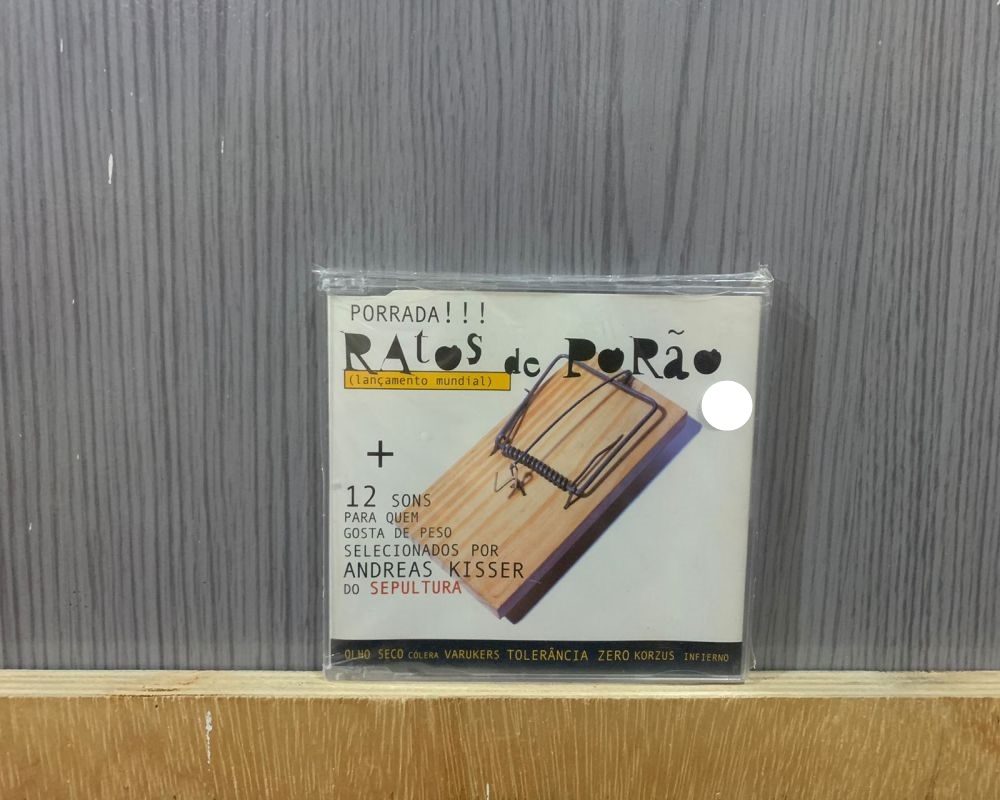 PORRADA!!!
RAtos de PoRão
(lançamento mundial)
+
12 SONS
PARA QUEM
GOSTA DE PESO
SELECIONADOS POR
ANDREAS KISSER
DO SEPULTURA
OLHO SECO CÓLERA VARUKERS TOLERÂNCIA ZERO KORZUS INFIERNO